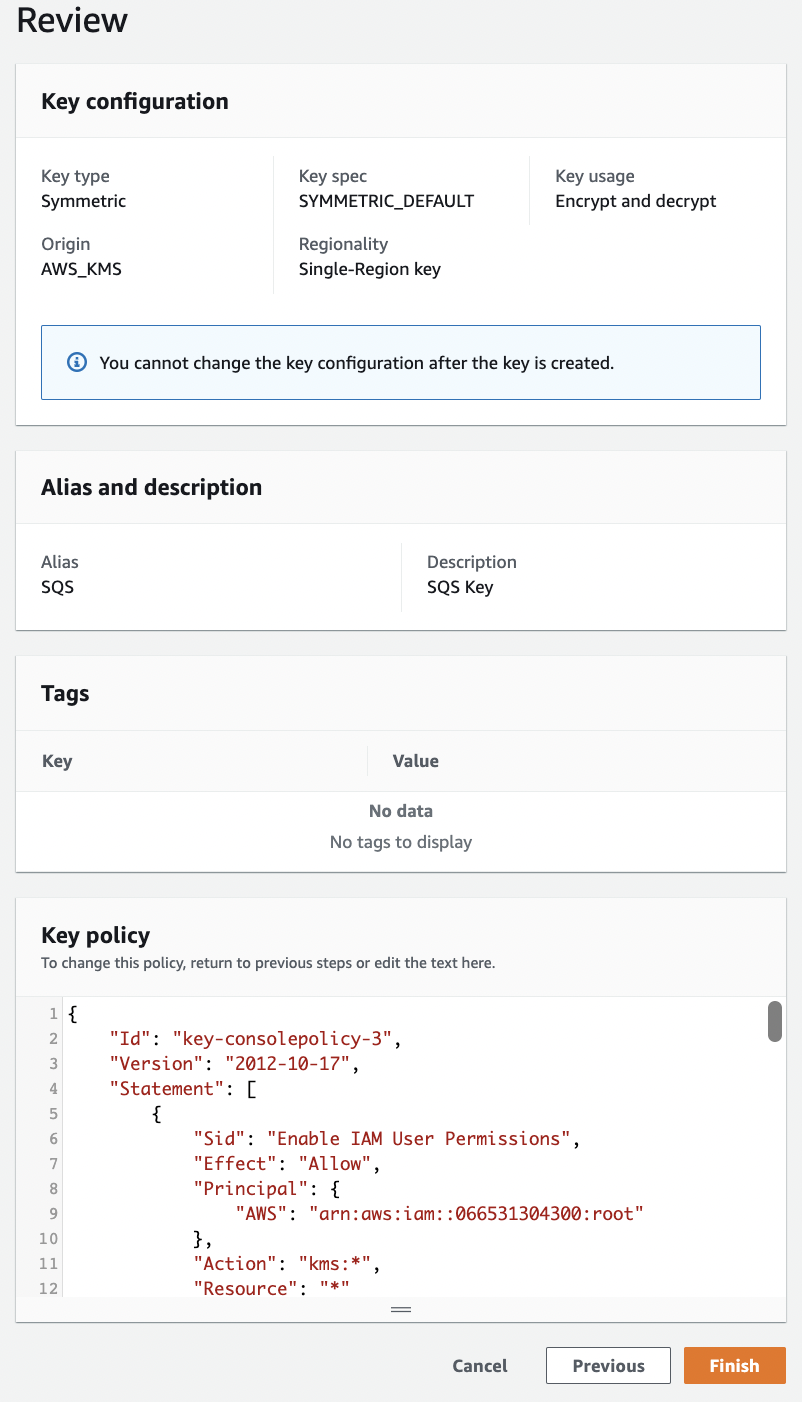 Review
Key configuration
Key type
Symmetric
Key spec
SYMMETRIC_DEFAULT
Key usage
Encrypt and decrypt
Origin
AWS_KMS
Regionality
Single-Region key
You cannot change the key configuration after the key is created.
Alias and description
Alias
SQS
Description
SQS Key
Tags
Key Value
No data
No tags to display
Key policy
To change this policy, return to previous steps or edit the text here.
1 {
2     "Id": "key-consolepolicy-3",
3     "Version": "2012-10-17",
4     "Statement": [
5         {
6             "Sid": "Enable IAM User Permissions",
7             "Effect": "Allow",
8             "Principal": {
9                 "AWS": "arn:aws:iam::066531304300:root"
10             },
11             "Action": "kms:*",
12             "Resource": "*"
Cancel Previous Finish